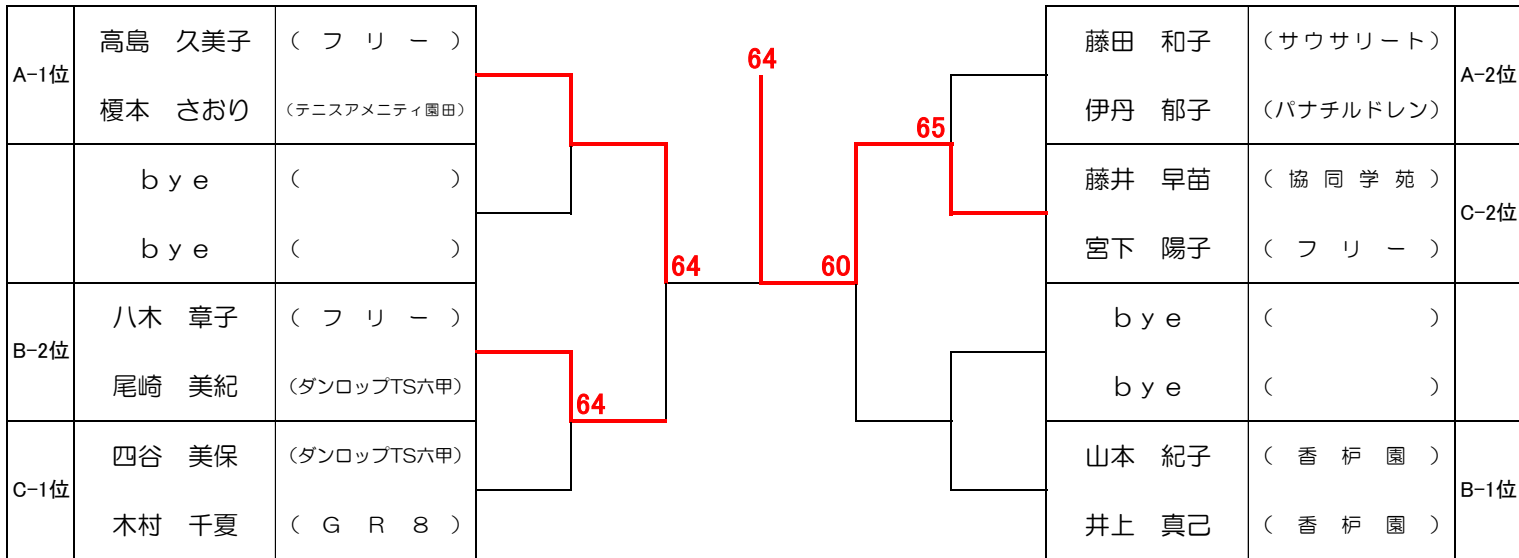 A-1位
高島 久美子 (フリー)
榎本 さおり (テニスアメニティ園田)
bye ( )
bye ( )
B-2位
八木 章子 (フリー)
尾崎 美紀 (ダンロップTS六甲)
C-1位
四谷 美保 (ダンロップTS六甲)
木村 千夏 (GR8)
64
64
64
65
60
藤田 和子 (サウサリート)
伊丹 郁子 (パナチルドレン)
A-2位
藤井 早苗 (協同学苑)
宮下 陽子 (フリー)
C-2位
bye ( )
bye ( )
山本 紀子 (香枦園)
井上 真己 (香枦園)
B-1位